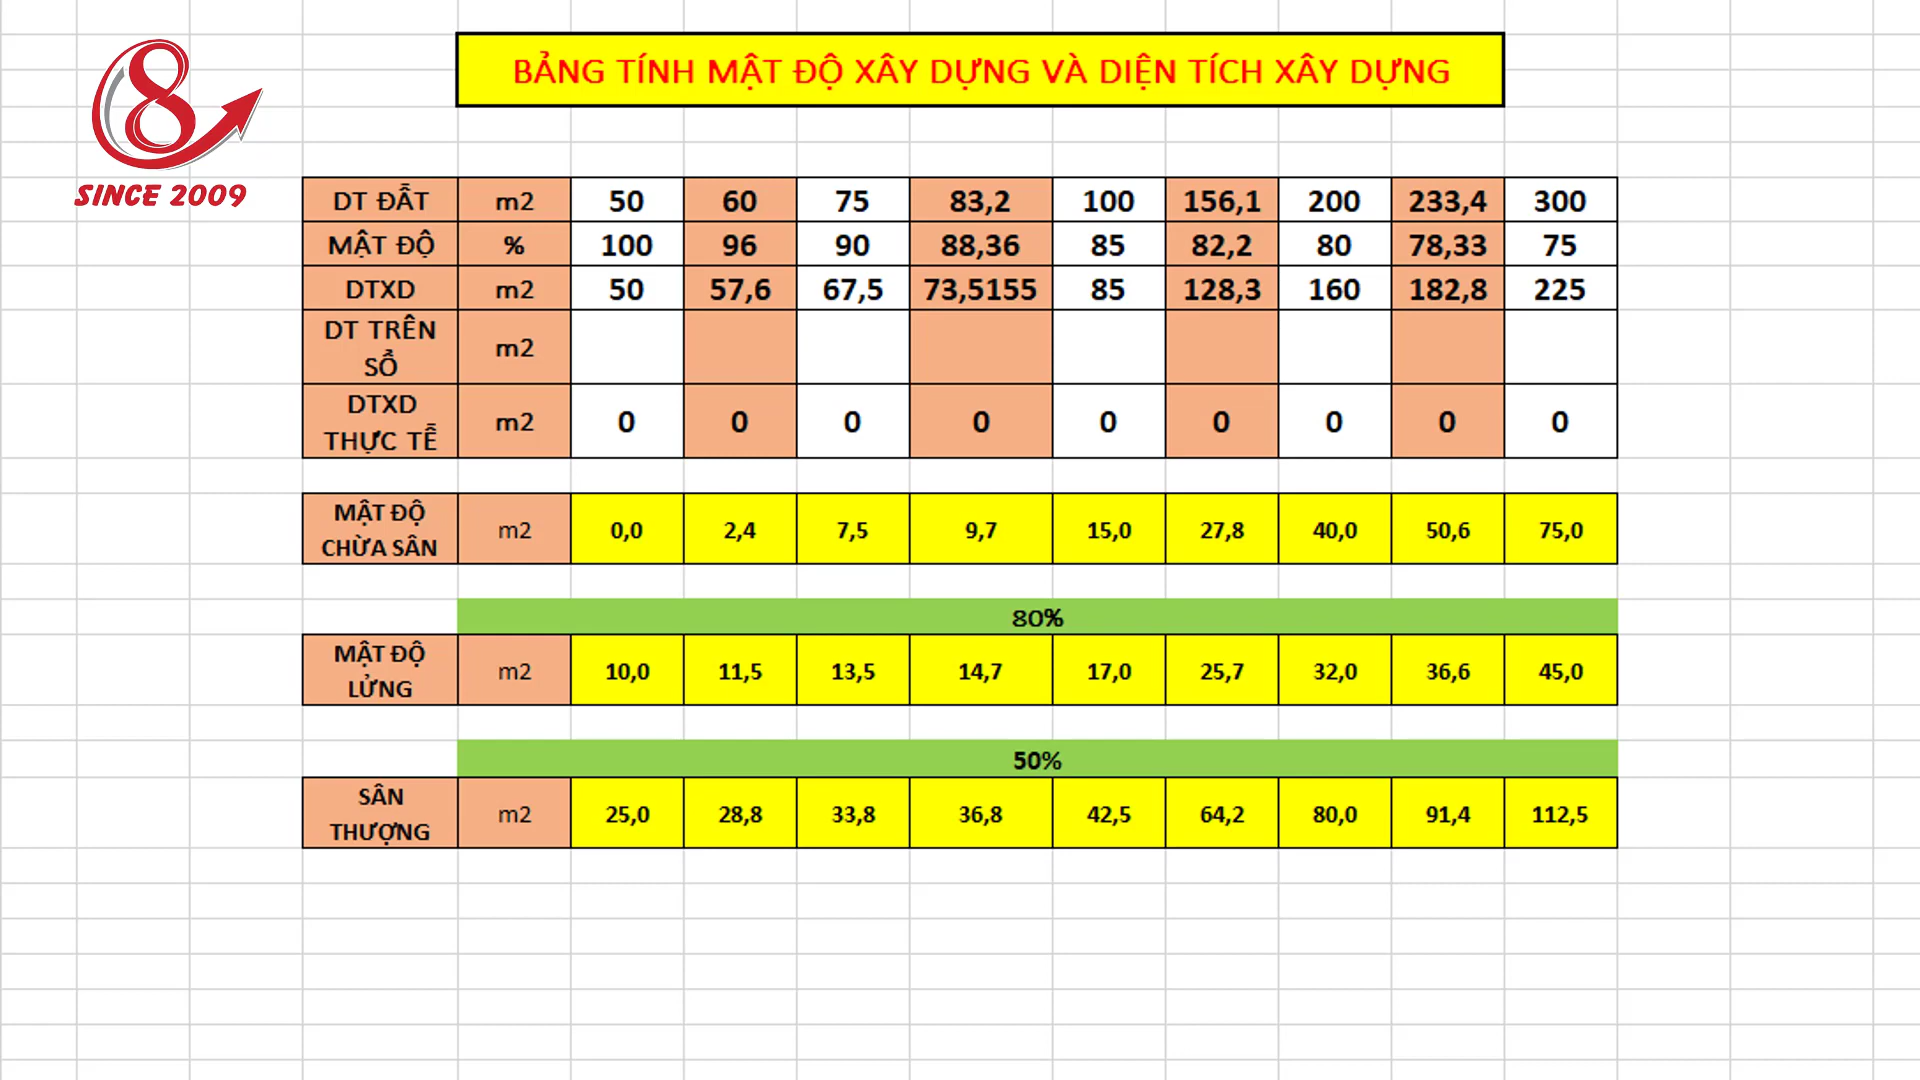 8
SINCE 2009
BẢNG TÍNH MẬT ĐỘ XÂY DỰNG VÀ DIỆN TÍCH XÂY DỰNG
DT ĐẤT m2 50 60 75 83,2 100 156,1 200 233,4 300
MẬT ĐỘ % 100 96 90 88,36 85 82,2 80 78,33 75
DTXD m2 50 57,6 67,5 73,5155 85 128,3 160 182,8 225
DT TRÊN
SỔ m2
DTXD
THỰC TẾ m2 0 0 0 0 0 0 0 0 0
MẬT ĐỘ
CHỪA SÂN m2 0,0 2,4 7,5 9,7 15,0 27,8 40,0 50,6 75,0
80%
MẬT ĐỘ
LỬNG m2 10,0 11,5 13,5 14,7 17,0 25,7 32,0 36,6 45,0
50%
SÂN
THƯỢNG m2 25,0 28,8 33,8 36,8 42,5 64,2 80,0 91,4 112,5